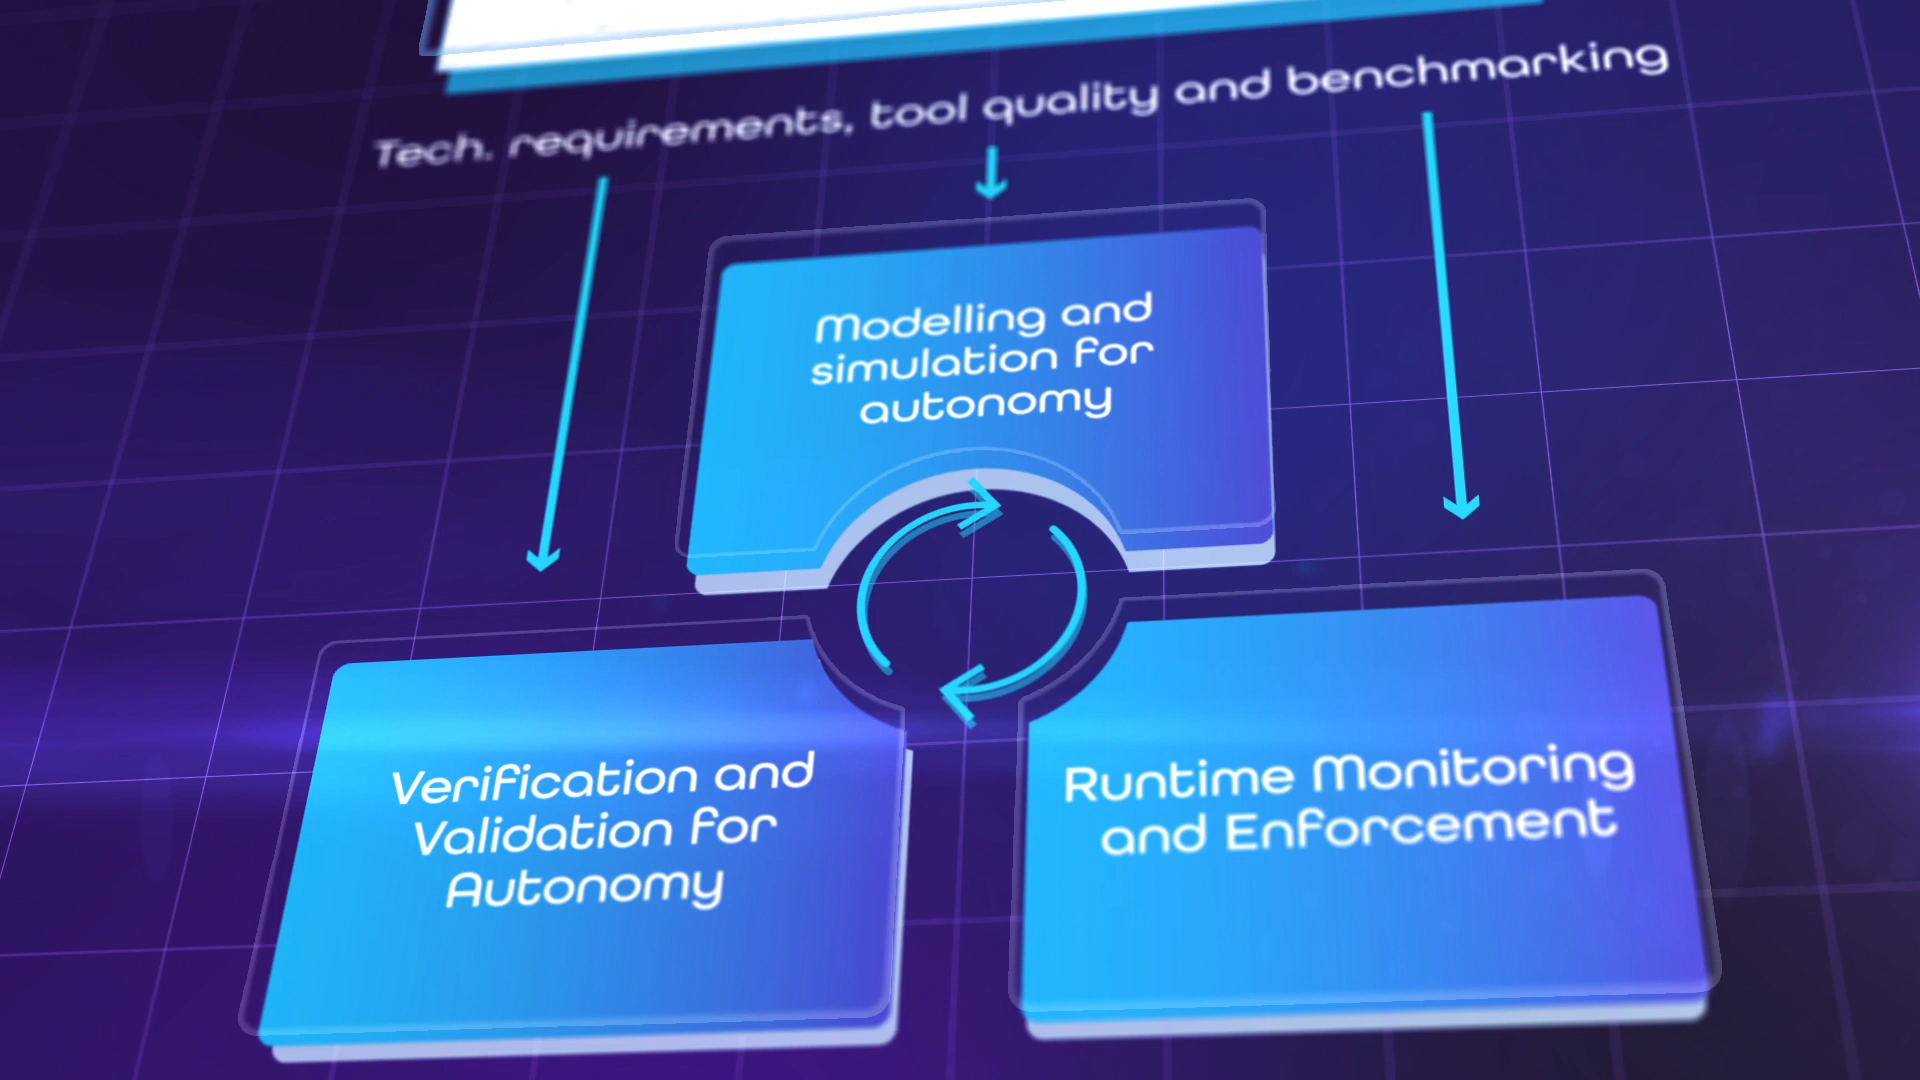 Tech. requirements, tool quality and benchmarking
Modelling and
simulation for
autonomy
Verification and
Validation for
Autonomy
Runtime Monitoring
and Enforcement